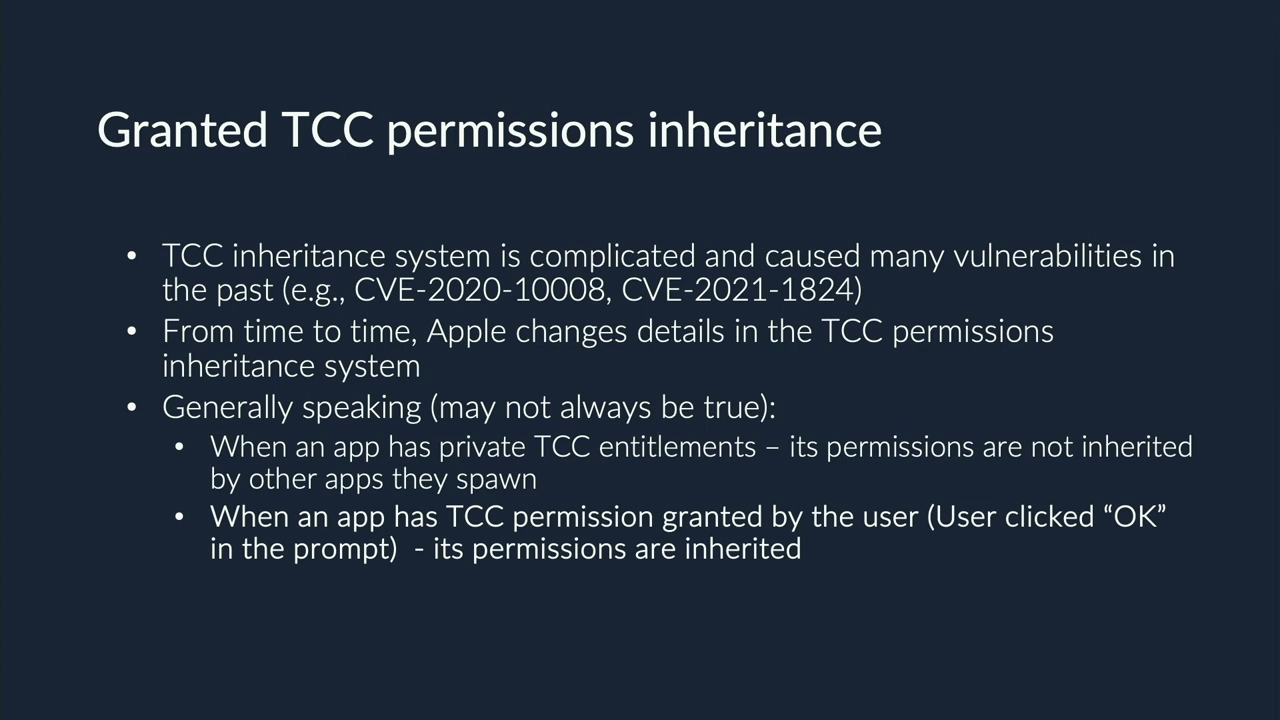 Granted TCC permissions inheritance
• TCC inheritance system is complicated and caused many vulnerabilities in
the past (e.g., CVE-2020-10008, CVE-2021-1824)
• From time to time, Apple changes details in the TCC permissions
inheritance system
• Generally speaking (may not always be true):
• When an app has private TCC entitlements – its permissions are not inherited
by other apps they spawn
• When an app has TCC permission granted by the user (User clicked “OK”
in the prompt)  - its permissions are inherited